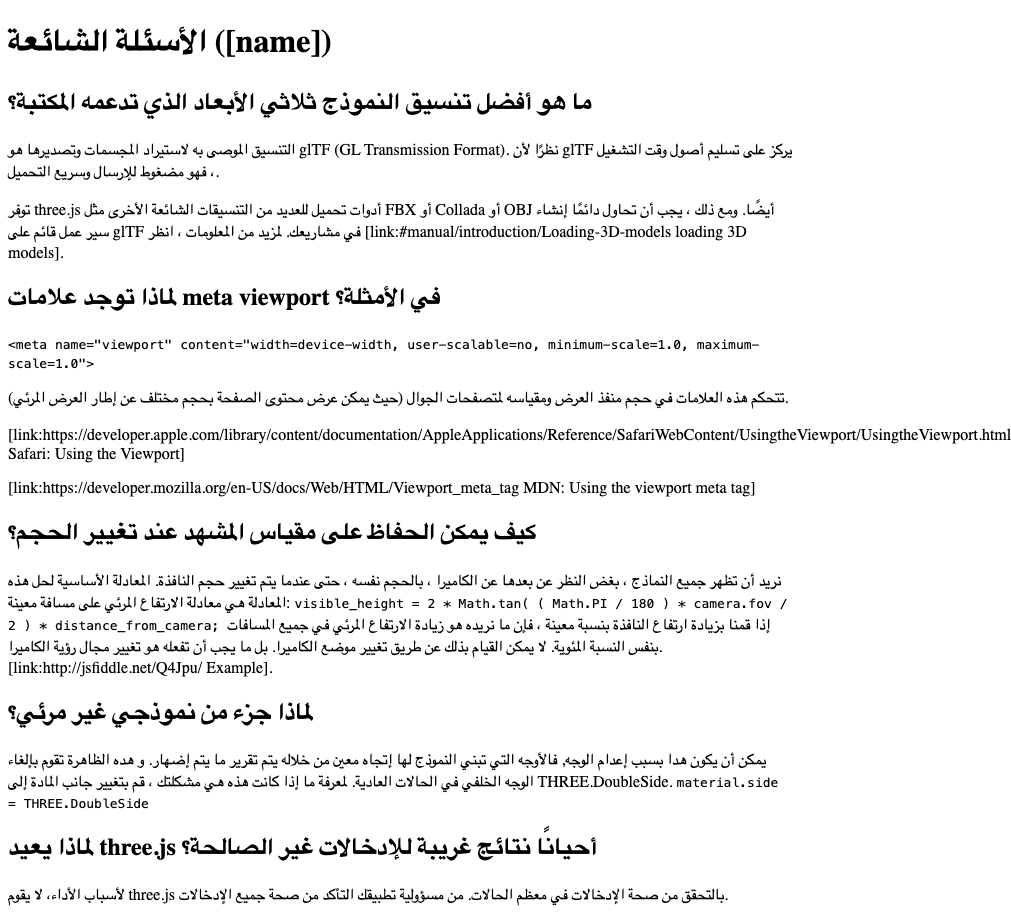 الأسئلة الشائعة ([name])
ما هو أفضل تنسيق النموذج ثلاثي الأبعاد الذي تدعمه المكتبة؟
التنسيق الموصى به لاستيراد المجسمات وتصديرها هو glTF (GL Transmission Format). نظرًا لأن glTF يركز على تسليم أصول وقت التشغيل
، فهو مضغوط للإرسال وسريع التحميل.
توفر three.js أدوات تحميل للعديد من التنسيقات الشائعة الأخرى مثل FBX أو Collada أو OBJ أيضًا. ومع ذلك ، يجب أن تحاول دائمًا إنشاء
سير عمل قائم على glTF في مشاريعك. لمزيد من المعلومات ، انظر [link:#manual/introduction/Loading-3D-models loading 3D
models].
لماذا توجد علامات meta viewport في الأمثلة؟
<meta name="viewport" content="width=device-width, user-scalable=no, minimum-scale=1.0, maximum-
scale=1.0">
تتحكم هذه العلامات في حجم منفذ العرض ومقياسه لمتصفحات الجوال (حيث يمكن عرض محتوى الصفحة بحجم مختلف عن إطار العرض المرئي).
[link:https://developer.apple.com/library/content/documentation/AppleApplications/Reference/SafariWebContent/UsingtheViewport/UsingtheViewport.html
Safari: Using the Viewport]
[link:https://developer.mozilla.org/en-US/docs/Web/HTML/Viewport_meta_tag MDN: Using the viewport meta tag]
كيف يمكن الحفاظ على مقياس المشهد عند تغيير الحجم؟
نريد أن تظهر جميع النماذج ، بغض النظر عن بعدها عن الكاميرا ، بالحجم نفسه ، حتى عندما يتم تغيير حجم النافذة. المعادلة الأساسية لحل هذه
المعادلة هي معادلة الارتفاع المرئي على مسافة معينة: visible_height = 2 * Math.tan( ( Math.PI / 180 ) * camera.fov /
2 ) * distance_from_camera; إذا قمنا بزيادة ارتفاع النافذة بنسبة معينة ، فإن ما نريده هو زيادة الارتفاع المرئي في جميع المسافات
بنفس النسبة المئوية. لا يمكن القيام بذلك عن طريق تغيير موضع الكاميرا. بل ما يجب أن تفعله هو تغيير مجال رؤية الكاميرا.
[link:http://jsfiddle.net/Q4Jpu/ Example].
لماذا جزء من نموذجي غير مرئي؟
يمكن أن يكون هدا بسبب إعدام الوجه, فالأوجه التي تبني النموذج لها إتجاه معين من خلاله يتم تقرير ما يتم إضهار. و هده الظاهرة تقوم بإلغاء
الوجه الخلفي في الحالات العادية. لمعرفة ما إذا كانت هذه هي مشكلتك ، قم بتغيير جانب المادة إلى THREE.DoubleSide. material.side
= THREE.DoubleSide
لماذا يعيد three.js أحيانًا نتائج غريبة للإدخالات غير الصالحة؟
لأسباب الأداء، لا يقوم three.js بالتحقق من صحة الإدخالات في معظم الحالات. من مسؤولية تطبيقك التأكد من صحة جميع الإدخالات.